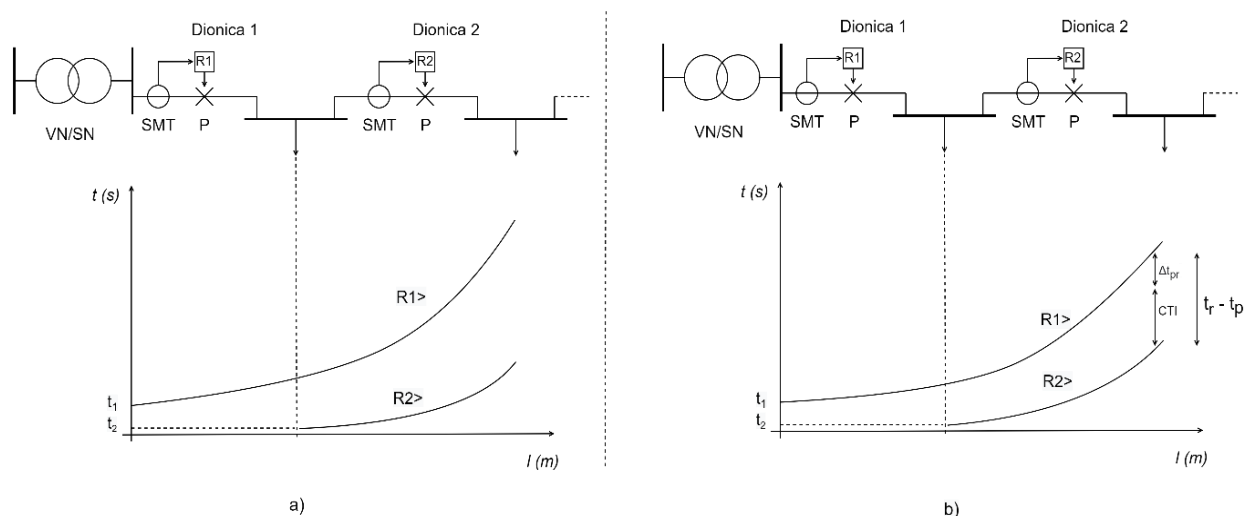 Dionica 1
Dionica 2
R1
R2
VN/SN
SMT
P
SMT
P
t (s)
R1>
R2>
t1
t2
l (m)
a)
Dionica 1
Dionica 2
R1
R2
VN/SN
SMT
P
SMT
P
t (s)
Δtpr
R1>
CTI
tr - tp
R2>
t1
t2
l (m)
b)